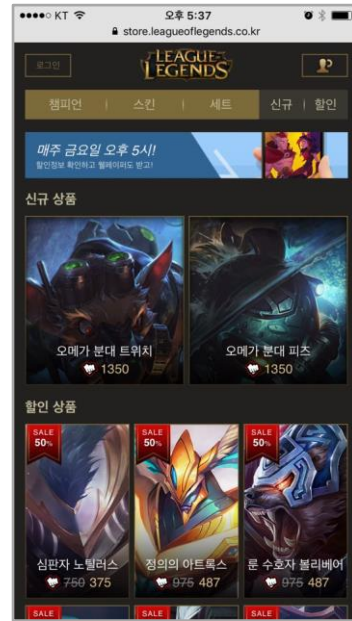 KT 오후 5:37
store.leagueoflegends.co.kr
로그인 LEAGUE OF LEGENDS
챔피언 스킨 세트 신규 할인
매주 금요일 오후 5시!
할인정보 확인하고 월페이퍼도 받고!
신규 상품
오메가 분대 트위치 오메가 분대 피즈
1350 1350
할인 상품
SALE SALE SALE
50% 50% 50%
심판자 노틸러스 정의의 아트록스 룬 수호자 볼리베어
750 375 975 487 975 487
SALE SALE SALE